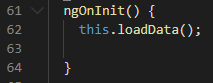 61 ngOnInit() {
62 this.loadData();
63
64 }